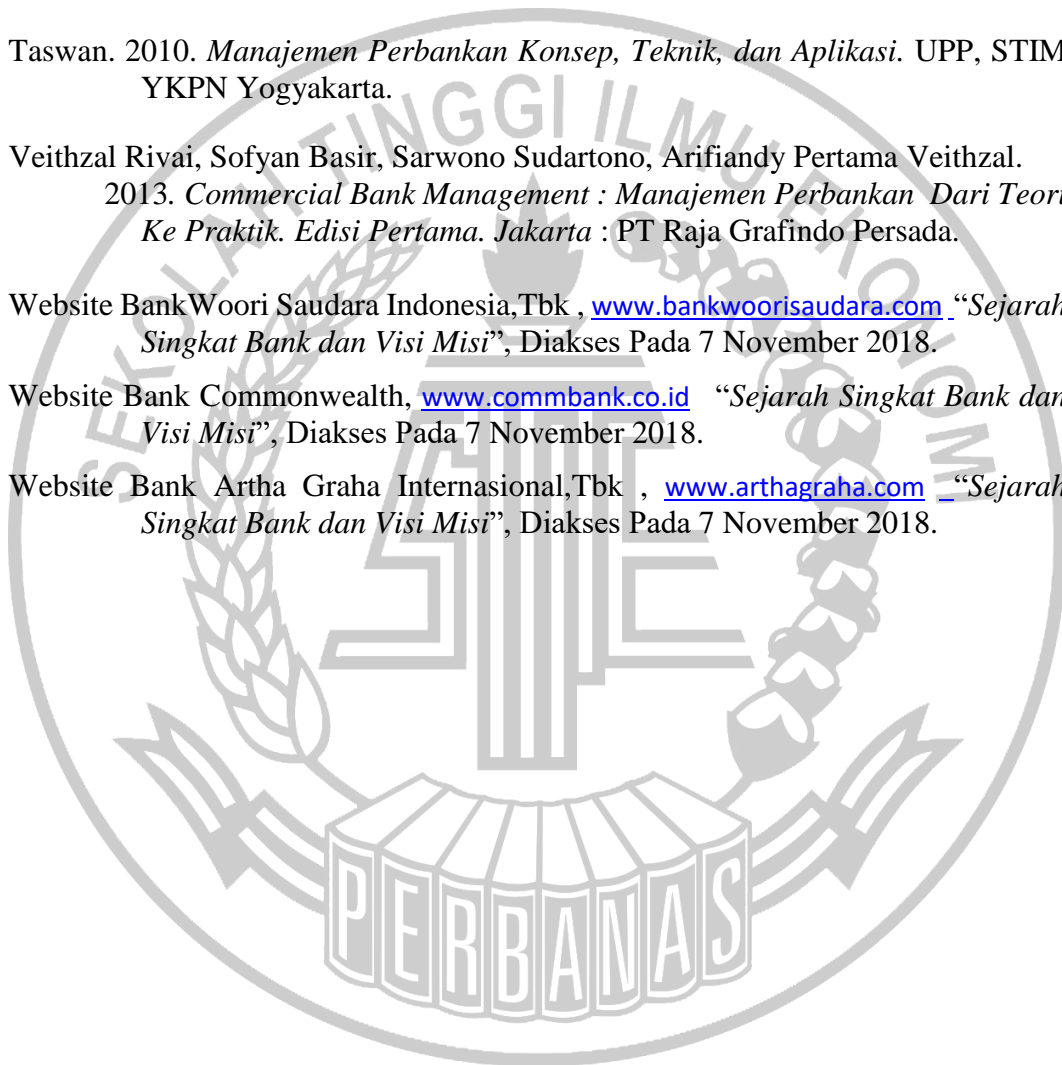 Taswan. 2010. Manajemen Perbankan Konsep, Teknik, dan Aplikasi. UPP, STIM
YKPN Yogyakarta.
Veithzal Rivai, Sofyan Basir, Sarwono Sudartono, Arifiandy Pertama Veithzal.
2013. Commercial Bank Management : Manajemen Perbankan Dari Teori
Ke Praktik. Edisi Pertama. Jakarta : PT Raja Grafindo Persada.
Website BankWoori Saudara Indonesia,Tbk , www.bankwoorisaudara.com “Sejarah
Singkat Bank dan Visi Misi”, Diakses Pada 7 November 2018.
Website Bank Commonwealth, www.commbank.co.id “Sejarah Singkat Bank dan
Visi Misi”, Diakses Pada 7 November 2018.
Website Bank Artha Graha Internasional,Tbk , www.arthagraha.com “Sejarah
Singkat Bank dan Visi Misi”, Diakses Pada 7 November 2018.
SEKOLAH TINGGI ILMU EKONOMI
PERBANAS